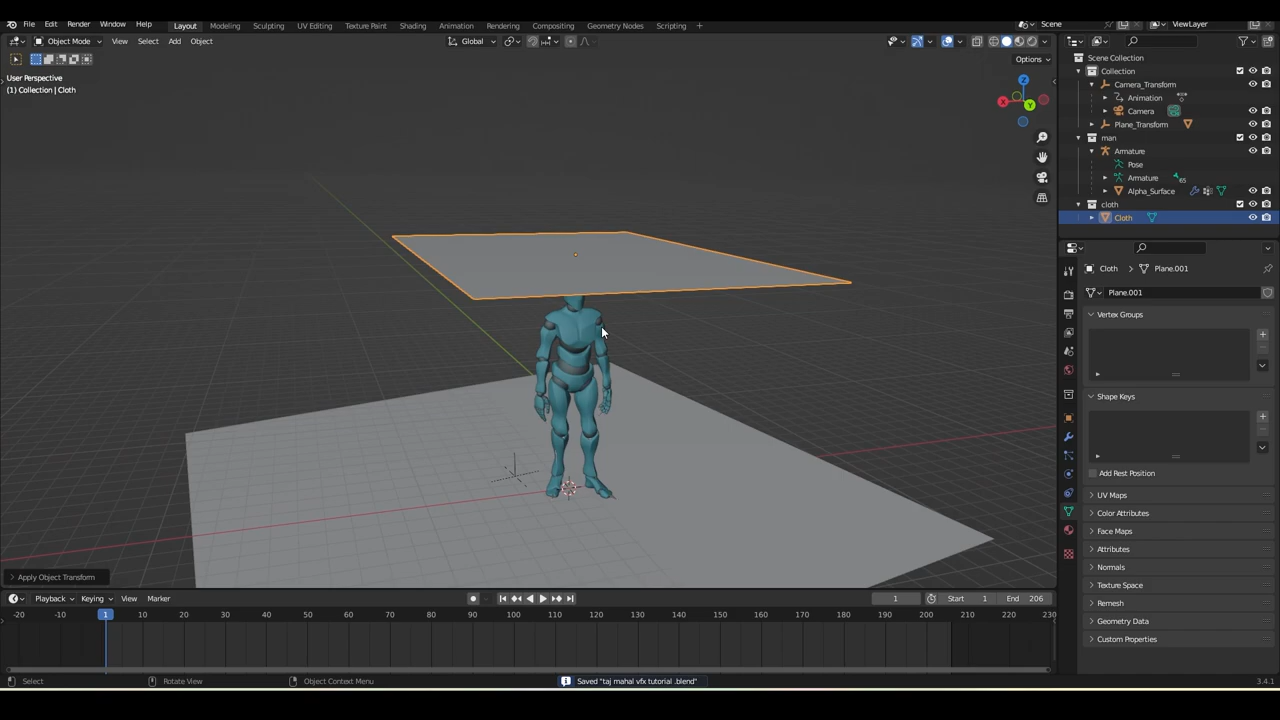 File Edit Render Window Help Layout Modeling Sculpting UV Editing Texture Paint Shading Animation Rendering Compositing Geometry Nodes Scripting + Scene ViewLayer
Object Mode View Select Add Object Global
Options
User Perspective
(1) Collection | Cloth
Z
X
Y
Scene Collection
Collection
Camera_Transform
Animation
Camera
Plane_Transform
man
Armature
Pose
Armature 65
Alpha_Surface
cloth
Cloth
Cloth > Plane.001
Plane.001
Vertex Groups
Shape Keys
Add Rest Position
UV Maps
Color Attributes
Face Maps
Attributes
Normals
Texture Space
Remesh
Geometry Data
Custom Properties
> Apply Object Transform
Playback Keying View Marker 1 Start 1 End 206
-20 -10 1 10 20 30 40 50 60 70 80 90 100 110 120 130 140 150 160 170 180 190 200 210 220 230
Select Rotate View Object Context Menu Saved "taj mahal vfx tutorial .blend" 3.4.1